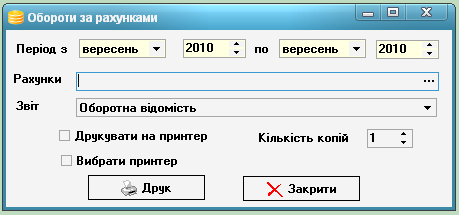 Обороти за рахунками
Період з вересень 2010 по вересень 2010
Рахунки ...
Звіт Оборотна відомість
Друкувати на принтер Кількість копій 1
Вибрати принтер
Друк Закрити